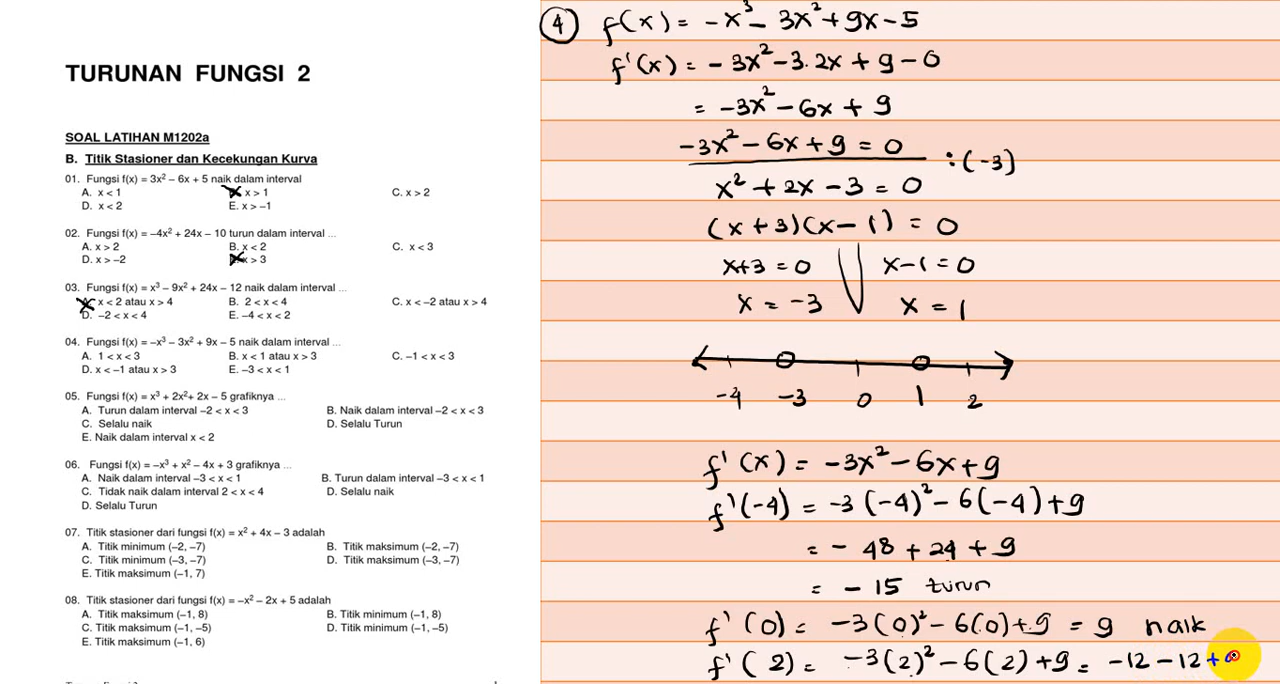 TURUNAN FUNGSI 2
SOAL LATIHAN M1202a
B. Titik Stasioner dan Kecekungan Kurva
01. Fungsi f(x) = 3x² – 6x + 5 naik dalam interval
A. x < 1 x > 1 C. x > 2
D. x < 2 E. x > –1
02. Fungsi f(x) = –4x² + 24x – 10 turun dalam interval ...
A. x > 2 B. x < 2 C. x < 3
D. x > –2 x > 3
03. Fungsi f(x) = x³ – 9x² + 24x – 12 naik dalam interval ...
x < 2 atau x > 4 B. 2 < x < 4 C. x < –2 atau x > 4
D. –2 < x < 4 E. –4 < x < 2
04. Fungsi f(x) = –x³ – 3x² + 9x – 5 naik dalam interval ...
A. 1 < x < 3 B. x < 1 atau x > 3 C. –1 < x < 3
D. x < –1 atau x > 3 E. –3 < x < 1
05. Fungsi f(x) = x³ + 2x²+ 2x – 5 grafiknya ...
A. Turun dalam interval –2 < x < 3 B. Naik dalam interval –2 < x < 3
C. Selalu naik D. Selalu Turun
E. Naik dalam interval x < 2
06. Fungsi f(x) = –x³ + x² – 4x + 3 grafiknya ...
A. Naik dalam interval –3 < x < 1 B. Turun dalam interval –3 < x < 1
C. Tidak naik dalam interval 2 < x < 4 D. Selalu naik
D. Selalu Turun
07. Titik stasioner dari fungsi f(x) = x² + 4x – 3 adalah
A. Titik minimum (–2, –7) B. Titik maksimum (–2, –7)
C. Titik minimum (–3, –7) D. Titik maksimum (–3, –7)
E. Titik maksimum (–1, 7)
08. Titik stasioner dari fungsi f(x) = –x² – 2x + 5 adalah
A. Titik maksimum (–1, 8) B. Titik minimum (–1, 8)
C. Titik maksimum (–1, –5) D. Titik minimum (–1, –5)
E. Titik maksimum (–1, 6)
4 f(x) = -x³ - 3x² + 9x - 5
f'(x) = -3x² - 3.2x + 9 - 0
= -3x² - 6x + 9
-3x² - 6x + 9 = 0 : (-3)
x² + 2x - 3 = 0
(x + 3)(x - 1) = 0
x+3 = 0 x-1 = 0
x = -3 x = 1
-4 -3 0 1 2
f'(x) = -3x² - 6x + 9
f'(-4) = -3(-4)² - 6(-4) + 9
= - 48 + 24 + 9
= - 15 turun
f'(0) = -3(0)² - 6(0) + 9 = 9 naik
f'(2) = -3(2)² - 6(2) + 9 = -12 - 12 +